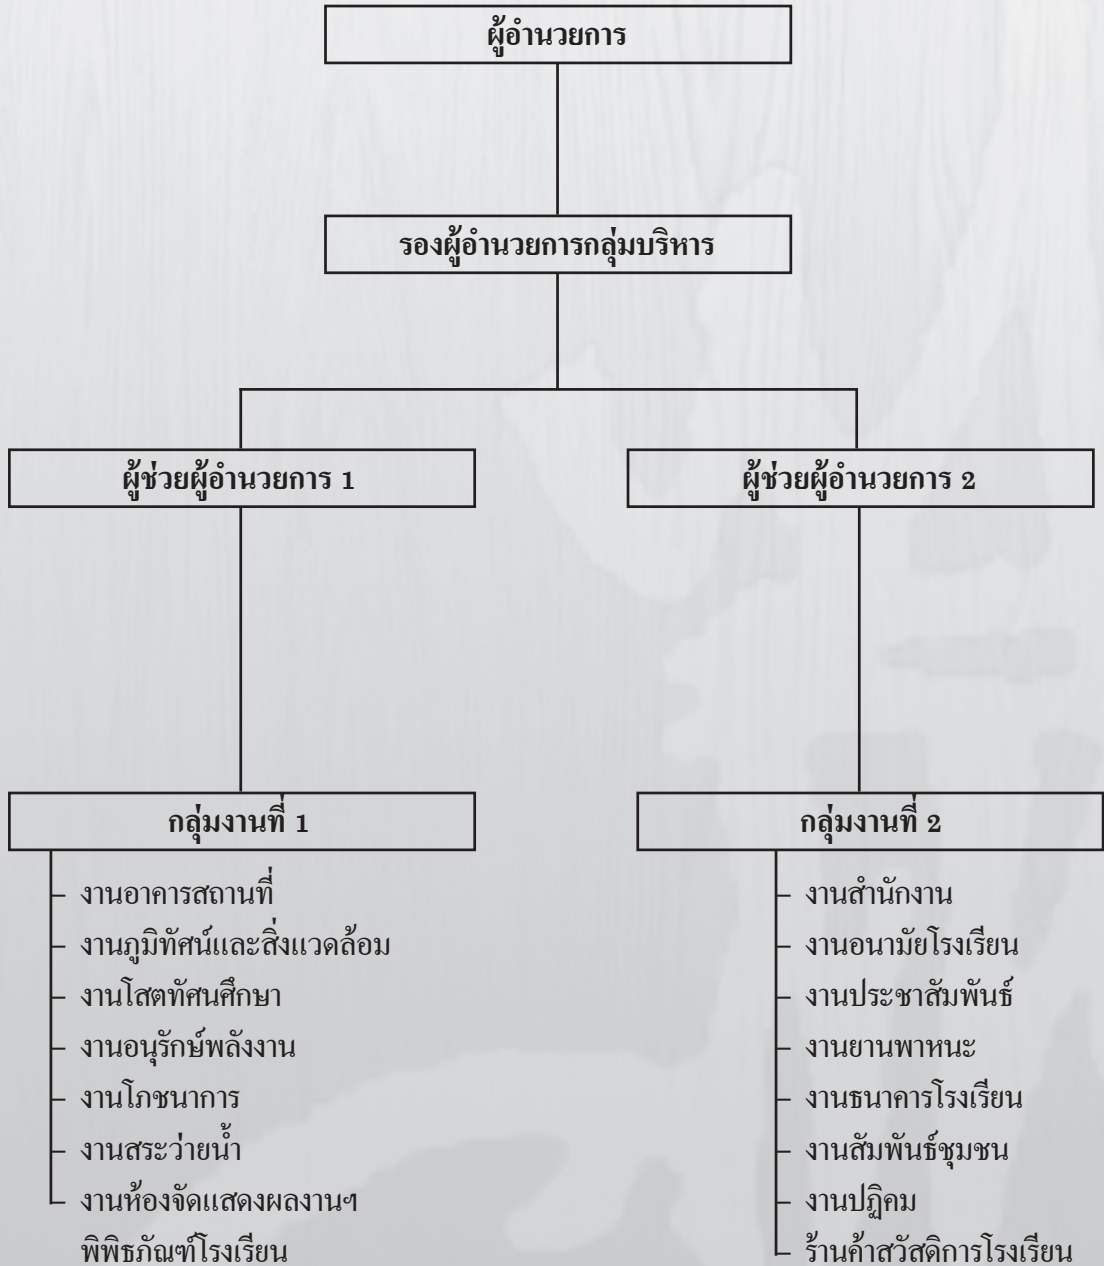 ผู้อำนวยการ
รองผู้อำนวยการกลุ่มบริหาร
ผู้ช่วยผู้อำนวยการ 1
ผู้ช่วยผู้อำนวยการ 2
กลุ่มงานที่ 1
งานอาคารสถานที่
งานภูมิทัศน์และสิ่งแวดล้อม
งานโสตทัศนศึกษา
งานอนุรักษ์พลังงาน
งานโภชนาการ
งานสระว่ายน้ำ
งานห้องจัดแสดงผลงานฯ
พิพิธภัณฑ์โรงเรียน
กลุ่มงานที่ 2
งานสำนักงาน
งานอนามัยโรงเรียน
งานประชาสัมพันธ์
งานยานพาหนะ
งานธนาคารโรงเรียน
งานสัมพันธ์ชุมชน
งานปฏิคม
ร้านค้าสวัสดิการโรงเรียน